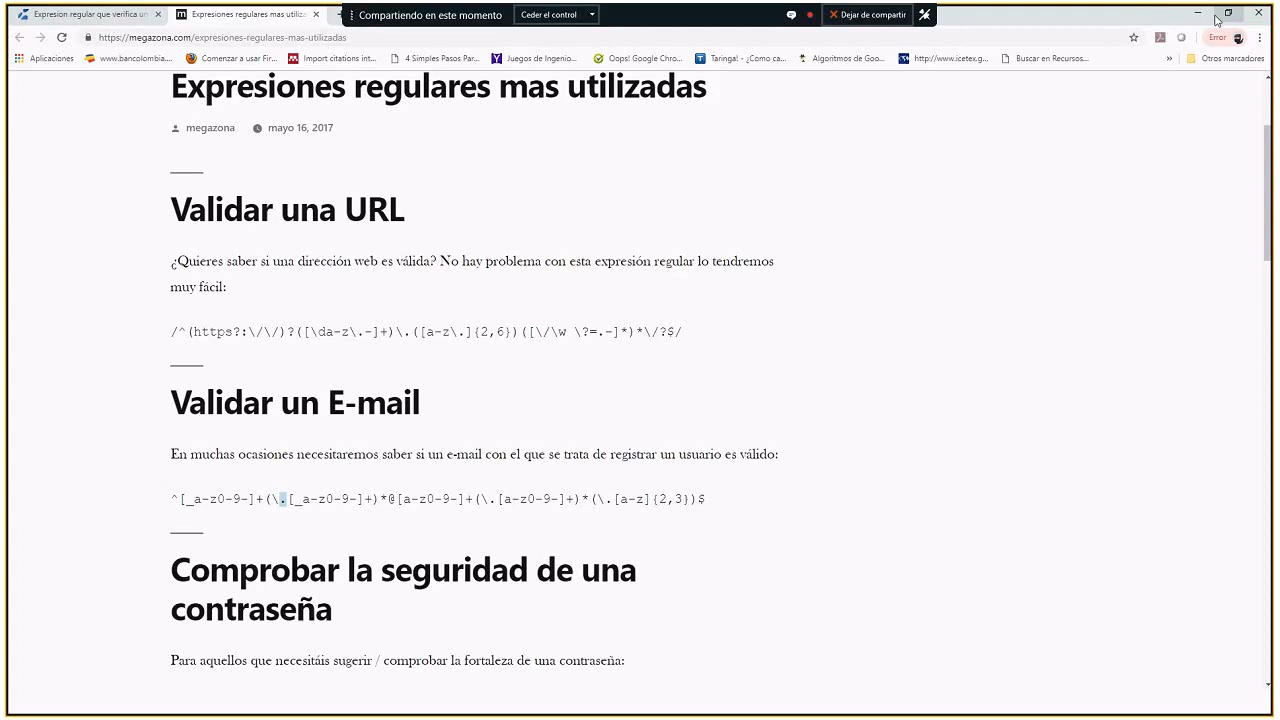 Expresion regular que verifica un
Expresiones regulares mas utiliza
Compartiendo en este momento
Ceder el control
Dejar de compartir
https://megazona.com/expresiones-regulares-mas-utilizadas
Error
Aplicaciones
www.bancolombia....
Comenzar a usar Fir...
Import citations int...
4 Simples Pasos Par...
Juegos de Ingenio...
Oops! Google Chro...
Taringa! - ¿Como ca...
Algoritmos de Goo...
http://www.icetex.g...
Buscar en Recursos...
»
Otros marcadores
Expresiones regulares mas utilizadas
megazona mayo 16, 2017
Validar una URL
¿Quieres saber si una dirección web es válida? No hay problema con esta expresión regular lo tendremos
muy fácil:
/^(https?:\/\/)?([\da-z\.-]+)\.([a-z\.]{2,6})([\/\w \?=.-]*)*\/?$/
Validar un E-mail
En muchas ocasiones necesitaremos saber si un e-mail con el que se trata de registrar un usuario es válido:
^[_a-z0-9-]+(\.[_a-z0-9-]+)*@[a-z0-9-]+(\.[a-z0-9-]+)*(\.[a-z]{2,3})$
Comprobar la seguridad de una
contraseña
Para aquellos que necesitáis sugerir / comprobar la fortaleza de una contraseña: